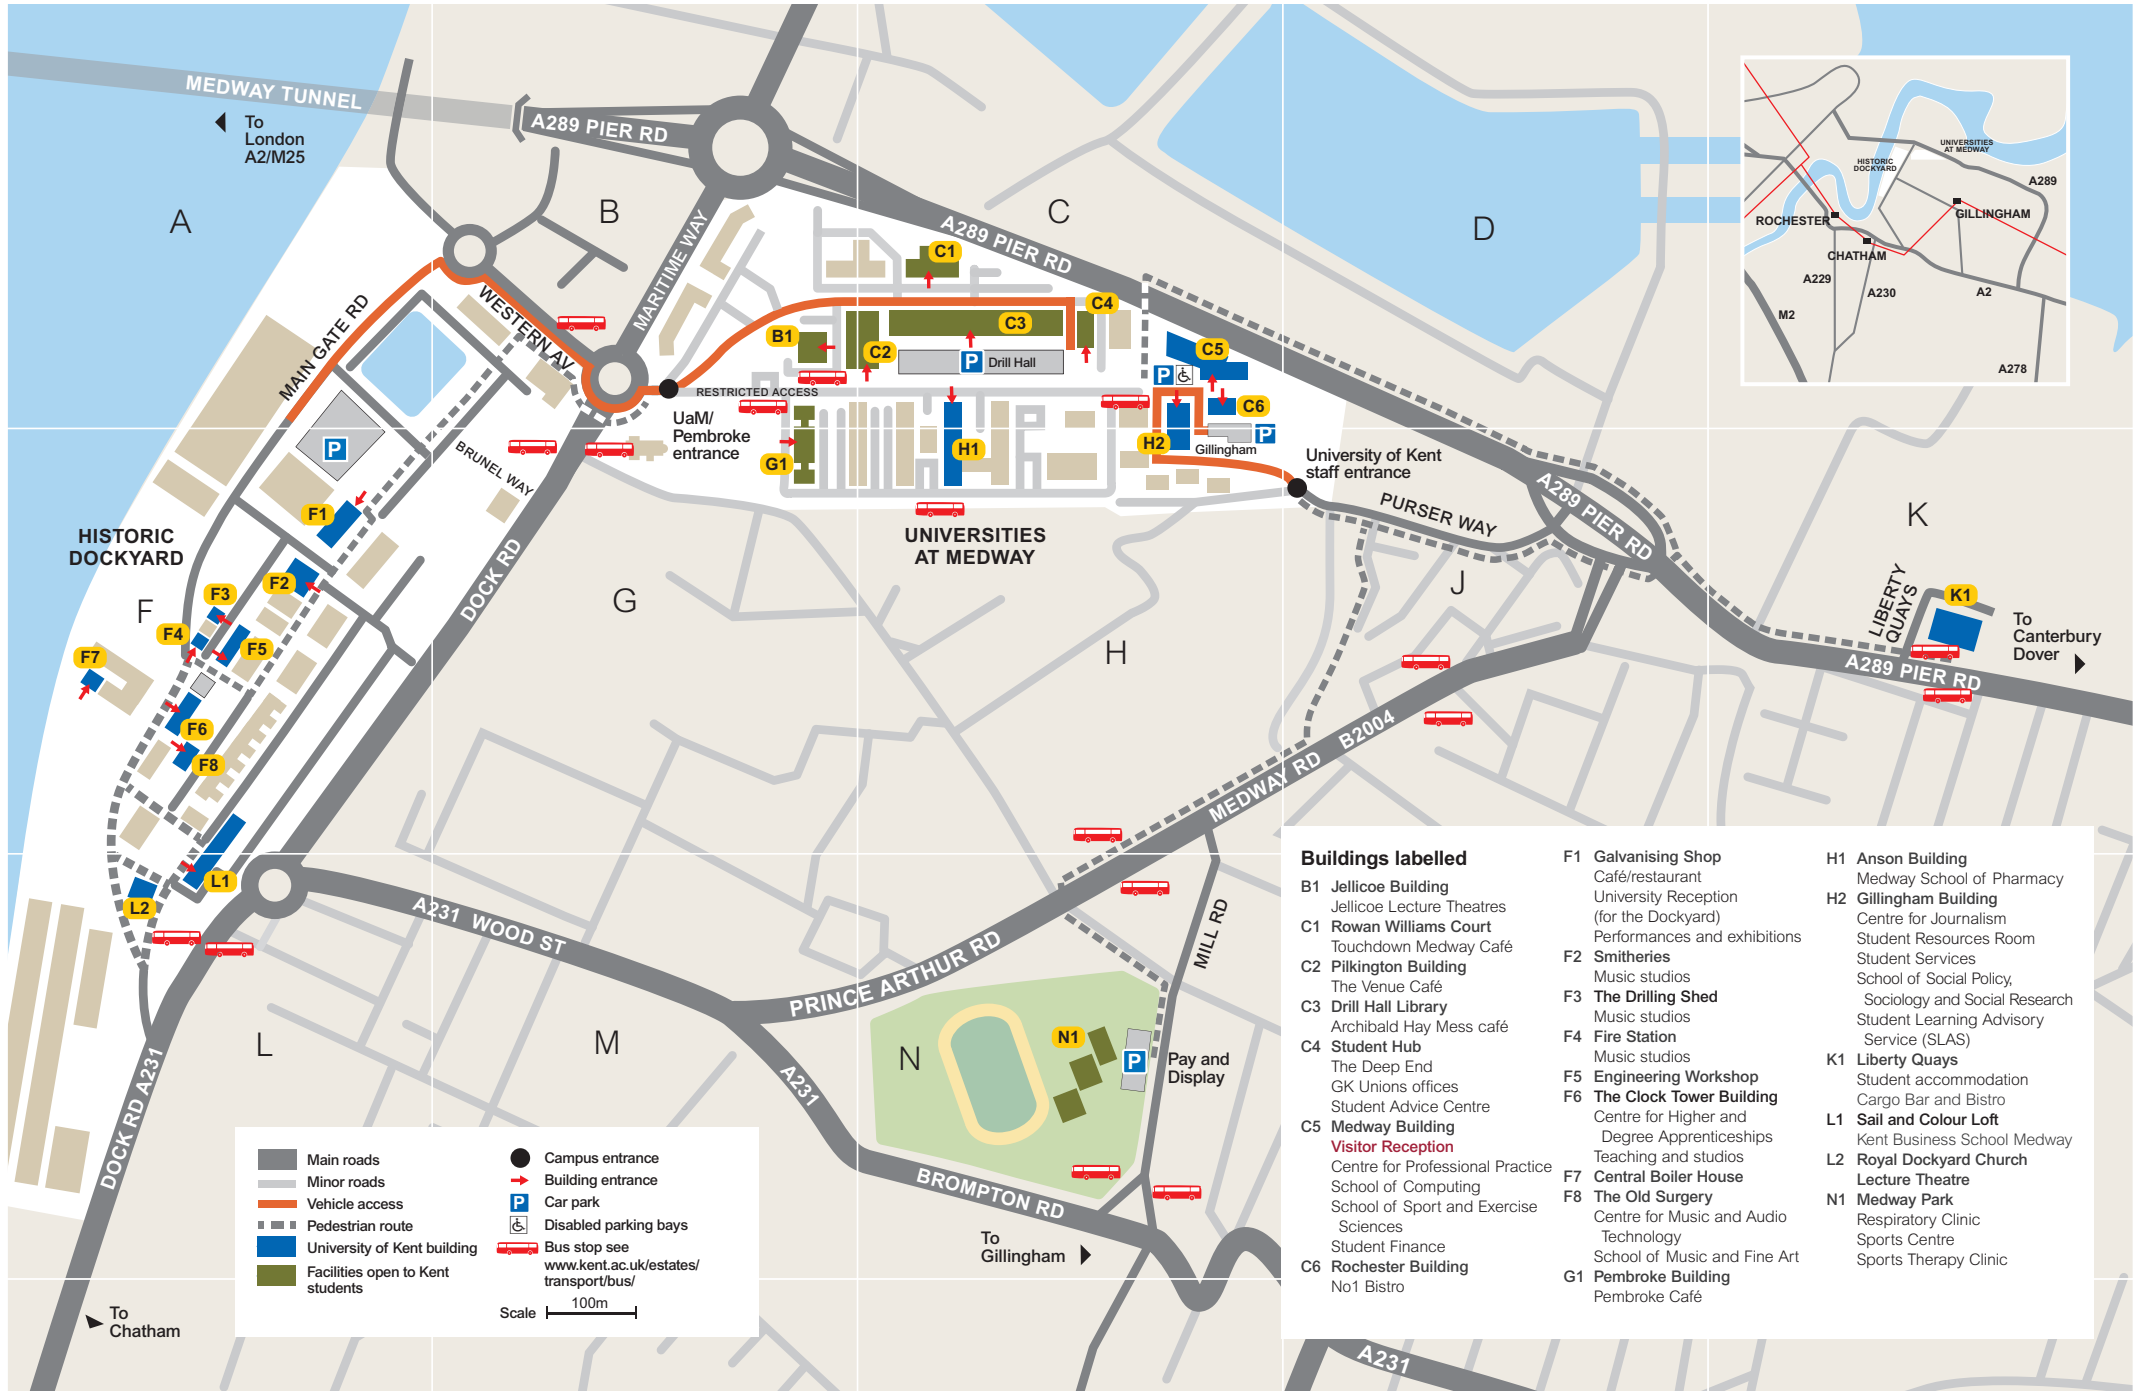 MEDWAY TUNNEL
To
London
A2/M25
A289 PIER RD
A
B
C
D
MARITIME WAY
A289 PIER RD
C1
WESTERN AV
MAIN GATE RD
B1
C2
C3
C4
P
Drill Hall
C5
P
C6
RESTRICTED ACCESS
UaM/
Pembroke
entrance
G1
H1
H2
Gillingham
P
University of Kent
staff entrance
UNIVERSITIES
AT MEDWAY
P
BRUNEL WAY
F1
HISTORIC
DOCKYARD
F2
F3
F4
F5
F
F7
F6
F8
L1
L2
DOCK RD
G
H
PURSER WAY
A289 PIER RD
J
K
LIBERTY
QUAYS
K1
To
Canterbury
Dover
A289 PIER RD
MEDWAY RD
B2004
A231 WOOD ST
PRINCE ARTHUR RD
MILL RD
L
M
N
N1
P
Pay and
Display
A231
DOCK RD A231
BROMPTON RD
To
Gillingham
To
Chatham
A231
UNIVERSITIES
AT MEDWAY
HISTORIC
DOCKYARD
A289
ROCHESTER
GILLINGHAM
CHATHAM
A229
A230
A2
M2
A278
Main roads
Minor roads
Vehicle access
Pedestrian route
University of Kent building
Facilities open to Kent
students
Campus entrance
Building entrance
P Car park
Disabled parking bays
Bus stop see
www.kent.ac.uk/estates/
transport/bus/
Scale 100m
Buildings labelled
B1 Jellicoe Building
Jellicoe Lecture Theatres
C1 Rowan Williams Court
Touchdown Medway Café
C2 Pilkington Building
The Venue Café
C3 Drill Hall Library
Archibald Hay Mess café
C4 Student Hub
The Deep End
GK Unions offices
Student Advice Centre
C5 Medway Building
Visitor Reception
Centre for Professional Practice
School of Computing
School of Sport and Exercise
Sciences
Student Finance
C6 Rochester Building
No1 Bistro
F1 Galvanising Shop
Café/restaurant
University Reception
(for the Dockyard)
Performances and exhibitions
F2 Smitheries
Music studios
F3 The Drilling Shed
Music studios
F4 Fire Station
Music studios
F5 Engineering Workshop
F6 The Clock Tower Building
Centre for Higher and
Degree Apprenticeships
Teaching and studios
F7 Central Boiler House
F8 The Old Surgery
Centre for Music and Audio
Technology
School of Music and Fine Art
G1 Pembroke Building
Pembroke Café
H1 Anson Building
Medway School of Pharmacy
H2 Gillingham Building
Centre for Journalism
Student Resources Room
Student Services
School of Social Policy,
Sociology and Social Research
Student Learning Advisory
Service (SLAS)
K1 Liberty Quays
Student accommodation
Cargo Bar and Bistro
L1 Sail and Colour Loft
Kent Business School Medway
L2 Royal Dockyard Church
Lecture Theatre
N1 Medway Park
Respiratory Clinic
Sports Centre
Sports Therapy Clinic